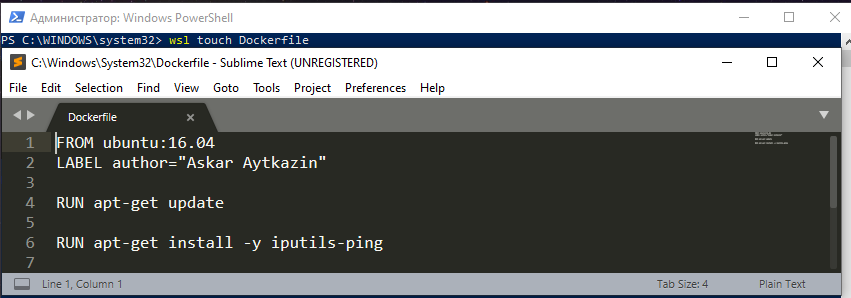 Администратор: Windows PowerShell
PS C:\WINDOWS\system32> wsl touch Dockerfile
C:\Windows\System32\Dockerfile - Sublime Text (UNREGISTERED)
File Edit Selection Find View Goto Tools Project Preferences Help
Dockerfile
1 FROM ubuntu:16.04
2 LABEL author="Askar Aytkazin"
3
4 RUN apt-get update
5
6 RUN apt-get install -y iputils-ping
7
Line 1, Column 1 Tab Size: 4 Plain Text